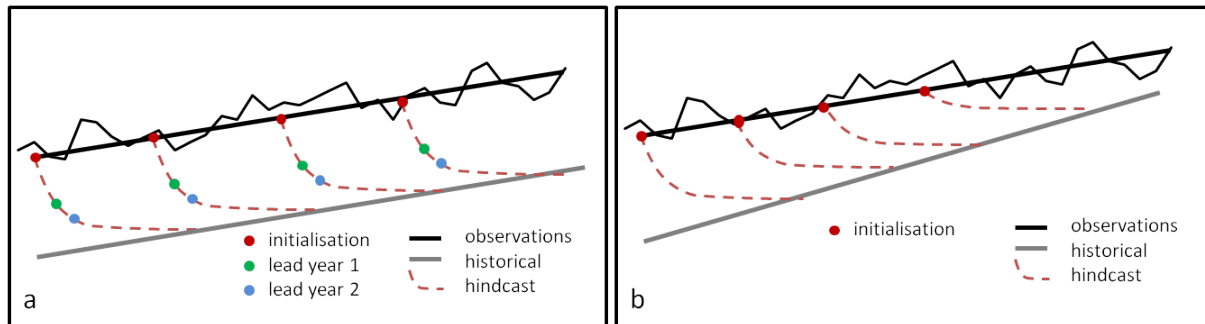 initialisation
lead year 1
lead year 2
observations
historical
hindcast
a
initialisation
observations
historical
hindcast
b